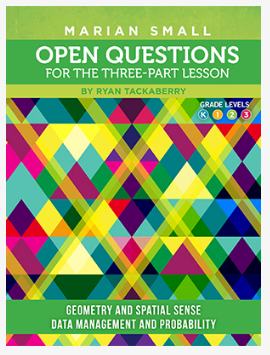 MARIAN SMALL
OPEN QUESTIONS
FOR THE THREE-PART LESSON
BY RYAN TACKABERRY
GRADE LEVELS
K 1 2 3
GEOMETRY AND SPATIAL SENSE
DATA MANAGEMENT AND PROBABILITY